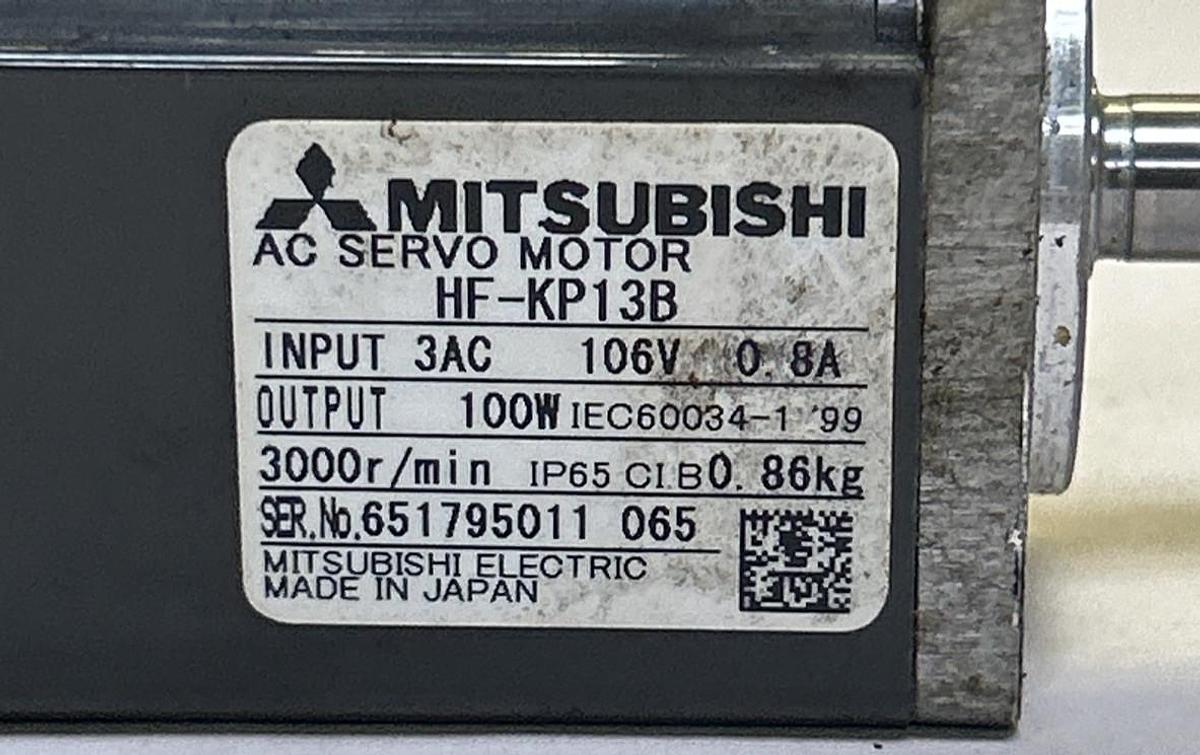 MITSUBISHI
AC SERVO MOTOR
HF-KP13B
INPUT 3AC 106V 0.8A
OUTPUT 100W IEC60034-1 '99
3000r/min IP65 CI.B 0.86kg
SER.No.651795011 065
MITSUBISHI ELECTRIC
MADE IN JAPAN